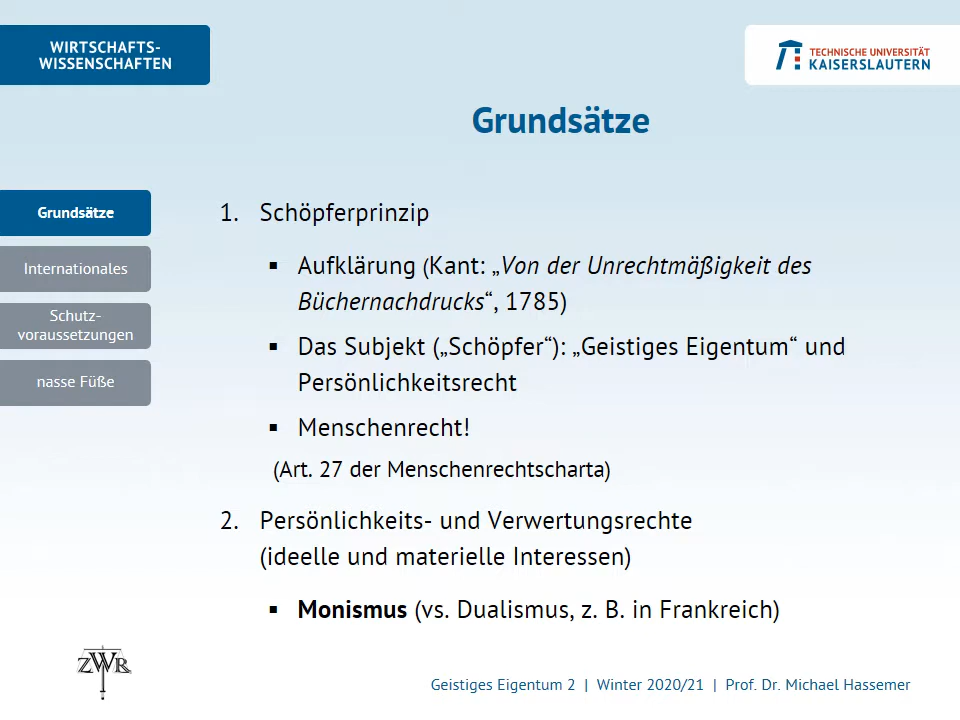 WIRTSCHAFTS-
WISSENSCHAFTEN
TECHNISCHE UNIVERSITÄT
KAISERSLAUTERN
Grundsätze
Grundsätze
Internationales
Schutz-
voraussetzungen
nasse Füße
1. Schöpferprinzip
▪ Aufklärung (Kant: „Von der Unrechtmäßigkeit des
Büchernachdrucks“, 1785)
▪ Das Subjekt („Schöpfer“): „Geistiges Eigentum“ und
Persönlichkeitsrecht
▪ Menschenrecht!
(Art. 27 der Menschenrechtscharta)
2. Persönlichkeits- und Verwertungsrechte
(ideelle und materielle Interessen)
▪ Monismus (vs. Dualismus, z. B. in Frankreich)
ZWR
Geistiges Eigentum 2 | Winter 2020/21 | Prof. Dr. Michael Hassemer